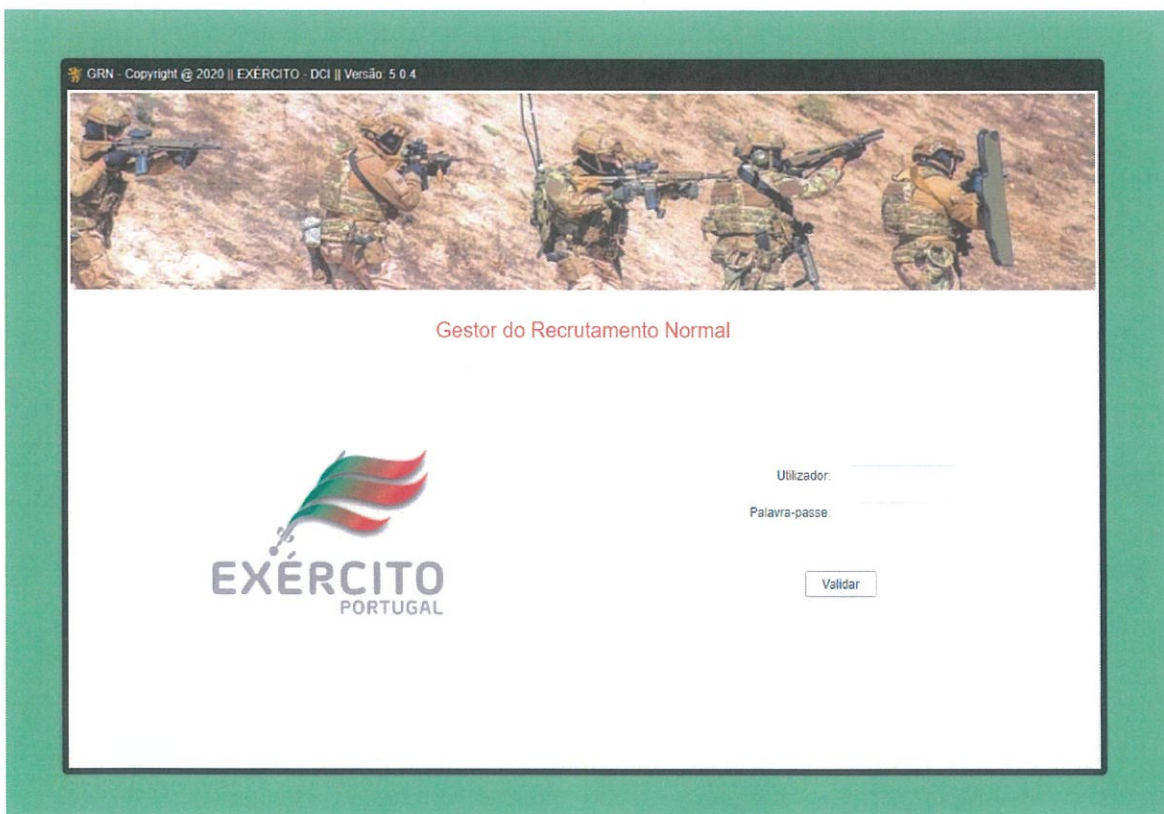 GRN - Copyright @ 2020 || EXÉRCITO - DCI || Versão: 5.0.4
Gestor do Recrutamento Normal
Utilizador:
Palavra-passe:
EXÉRCITO
PORTUGAL
Validar